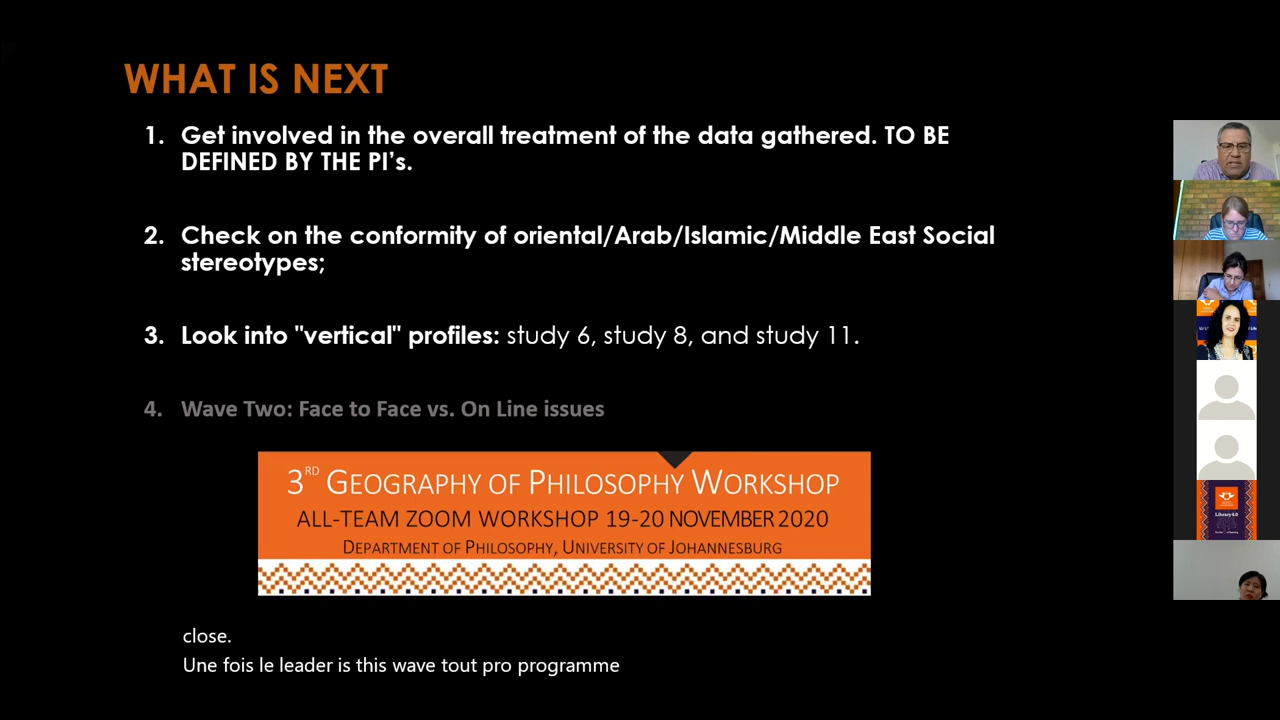 WHAT IS NEXT
1. Get involved in the overall treatment of the data gathered. TO BE
DEFINED BY THE PI's.
2. Check on the conformity of oriental/Arab/Islamic/Middle East Social
stereotypes;
3. Look into "vertical" profiles: study 6, study 8, and study 11.
4. Wave Two: Face to Face vs. On Line issues
3RD GEOGRAPHY OF PHILOSOPHY WORKSHOP
ALL-TEAM ZOOM WORKSHOP 19-20 NOVEMBER 2020
DEPARTMENT OF PHILOSOPHY, UNIVERSITY OF JOHANNESBURG
close.
Une fois le leader is this wave tout pro programme
Library 4.0